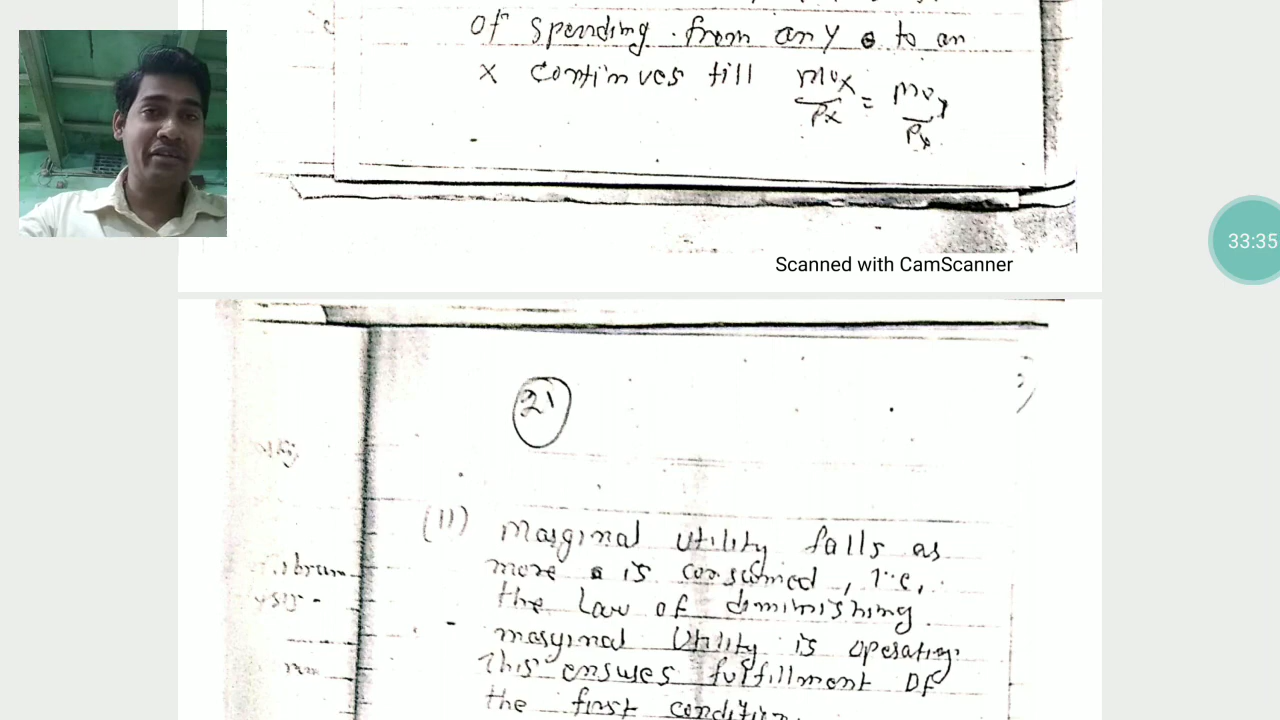 of spending from any to an
x continues till MUx/Px = MUy/Py
Scanned with CamScanner
33:35
21
(11) Marginal utility falls as
more is consumed, i.e,
the Law of diminishing
marginal Utility is operating.
This ensures fulfillment of
the first condition.